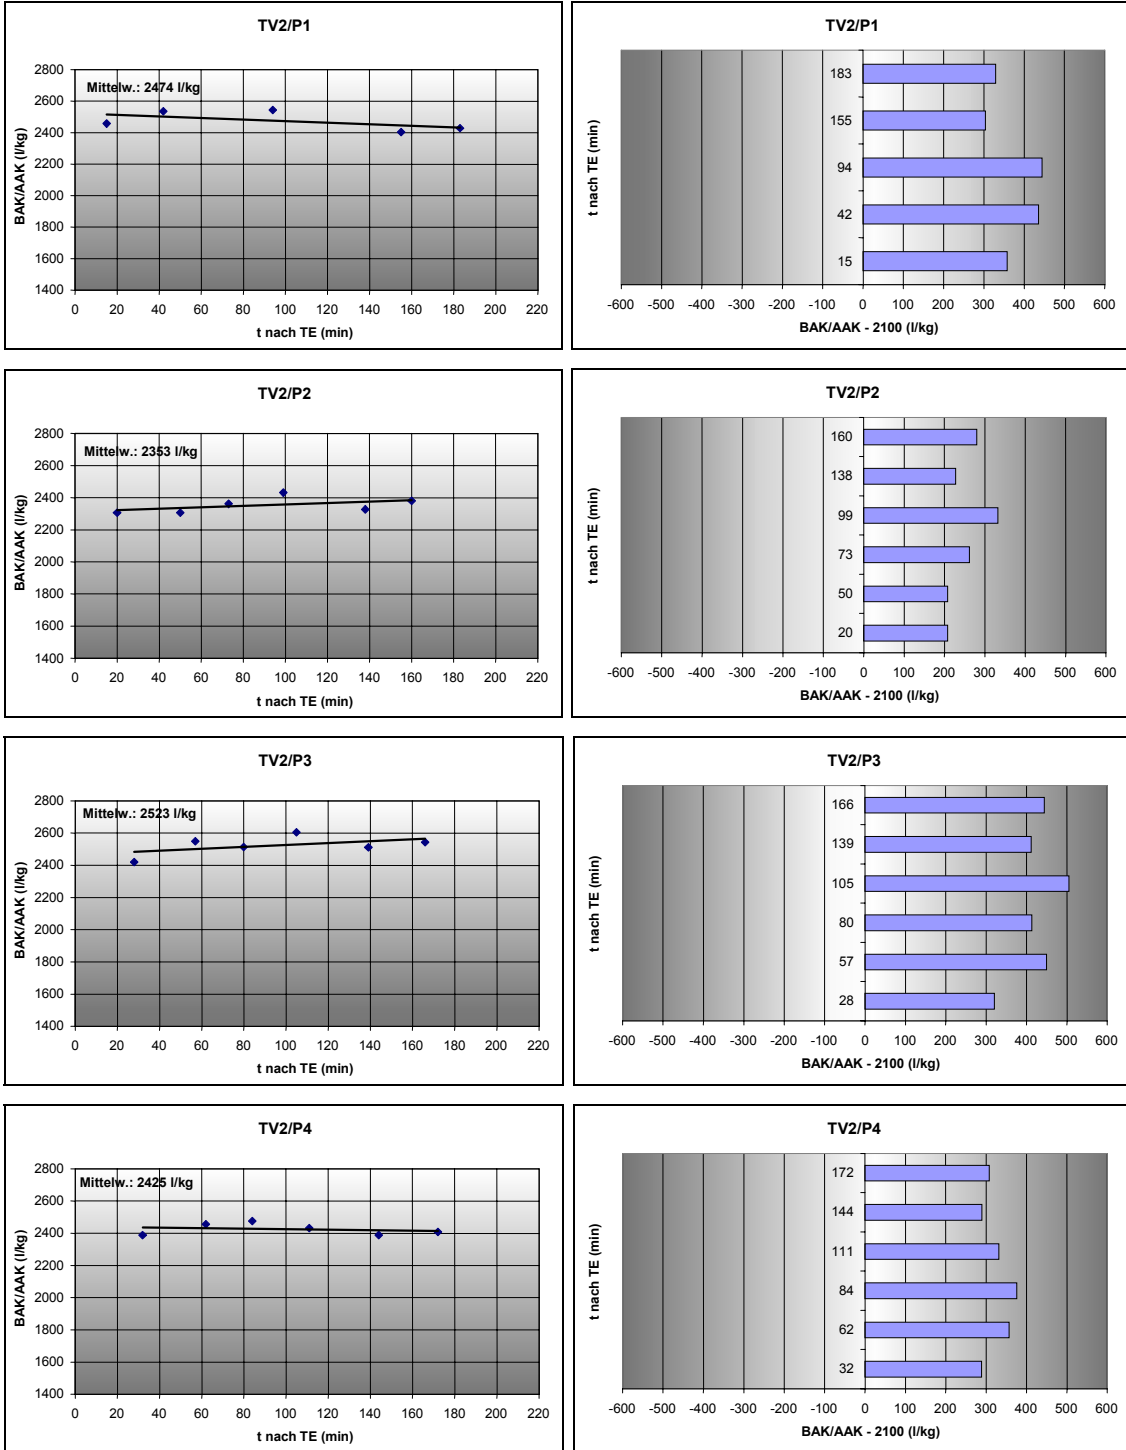 TV2/P1
Mittelw.: 2474 l/kg
BAK/AAK (l/kg)
2800
2600
2400
2200
2000
1800
1600
1400
0 20 40 60 80 100 120 140 160 180 200 220
t nach TE (min)
TV2/P1
t nach TE (min)
183
155
94
42
15
-600 -500 -400 -300 -200 -100 0 100 200 300 400 500 600
BAK/AAK - 2100 (l/kg)
TV2/P2
Mittelw.: 2353 l/kg
BAK/AAK (l/kg)
2800
2600
2400
2200
2000
1800
1600
1400
0 20 40 60 80 100 120 140 160 180 200 220
t nach TE (min)
TV2/P2
t nach TE (min)
160
138
99
73
50
20
-600 -500 -400 -300 -200 -100 0 100 200 300 400 500 600
BAK/AAK - 2100 (l/kg)
TV2/P3
Mittelw.: 2523 l/kg
BAK/AAK (l/kg)
2800
2600
2400
2200
2000
1800
1600
1400
0 20 40 60 80 100 120 140 160 180 200 220
t nach TE (min)
TV2/P3
t nach TE (min)
166
139
105
80
57
28
-600 -500 -400 -300 -200 -100 0 100 200 300 400 500 600
BAK/AAK - 2100 (l/kg)
TV2/P4
Mittelw.: 2425 l/kg
BAK/AAK (l/kg)
2800
2600
2400
2200
2000
1800
1600
1400
0 20 40 60 80 100 120 140 160 180 200 220
t nach TE (min)
TV2/P4
t nach TE (min)
172
144
111
84
62
32
-600 -500 -400 -300 -200 -100 0 100 200 300 400 500 600
BAK/AAK - 2100 (l/kg)